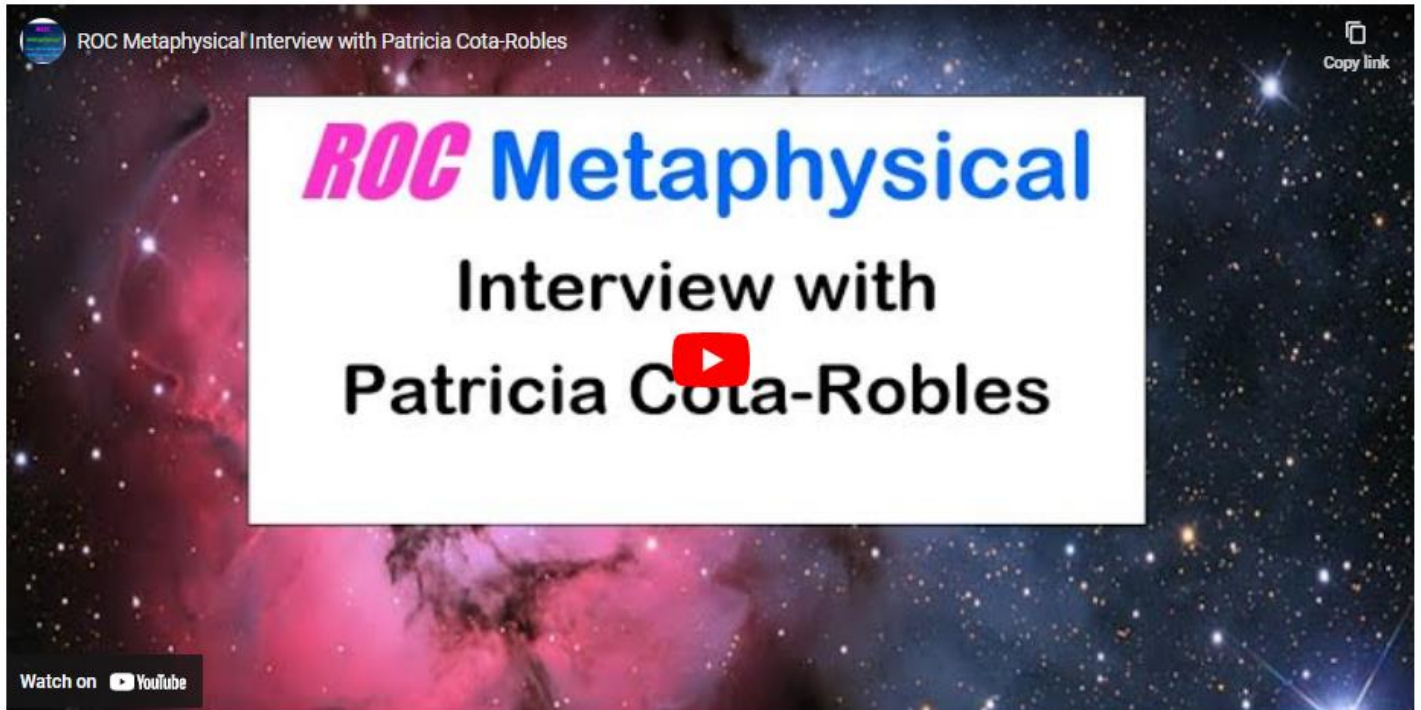 ROC Metaphysical Interview with Patricia Cota-Robles
Copy link
ROC Metaphysical
Interview with
Patricia Cota-Robles
Watch on YouTube